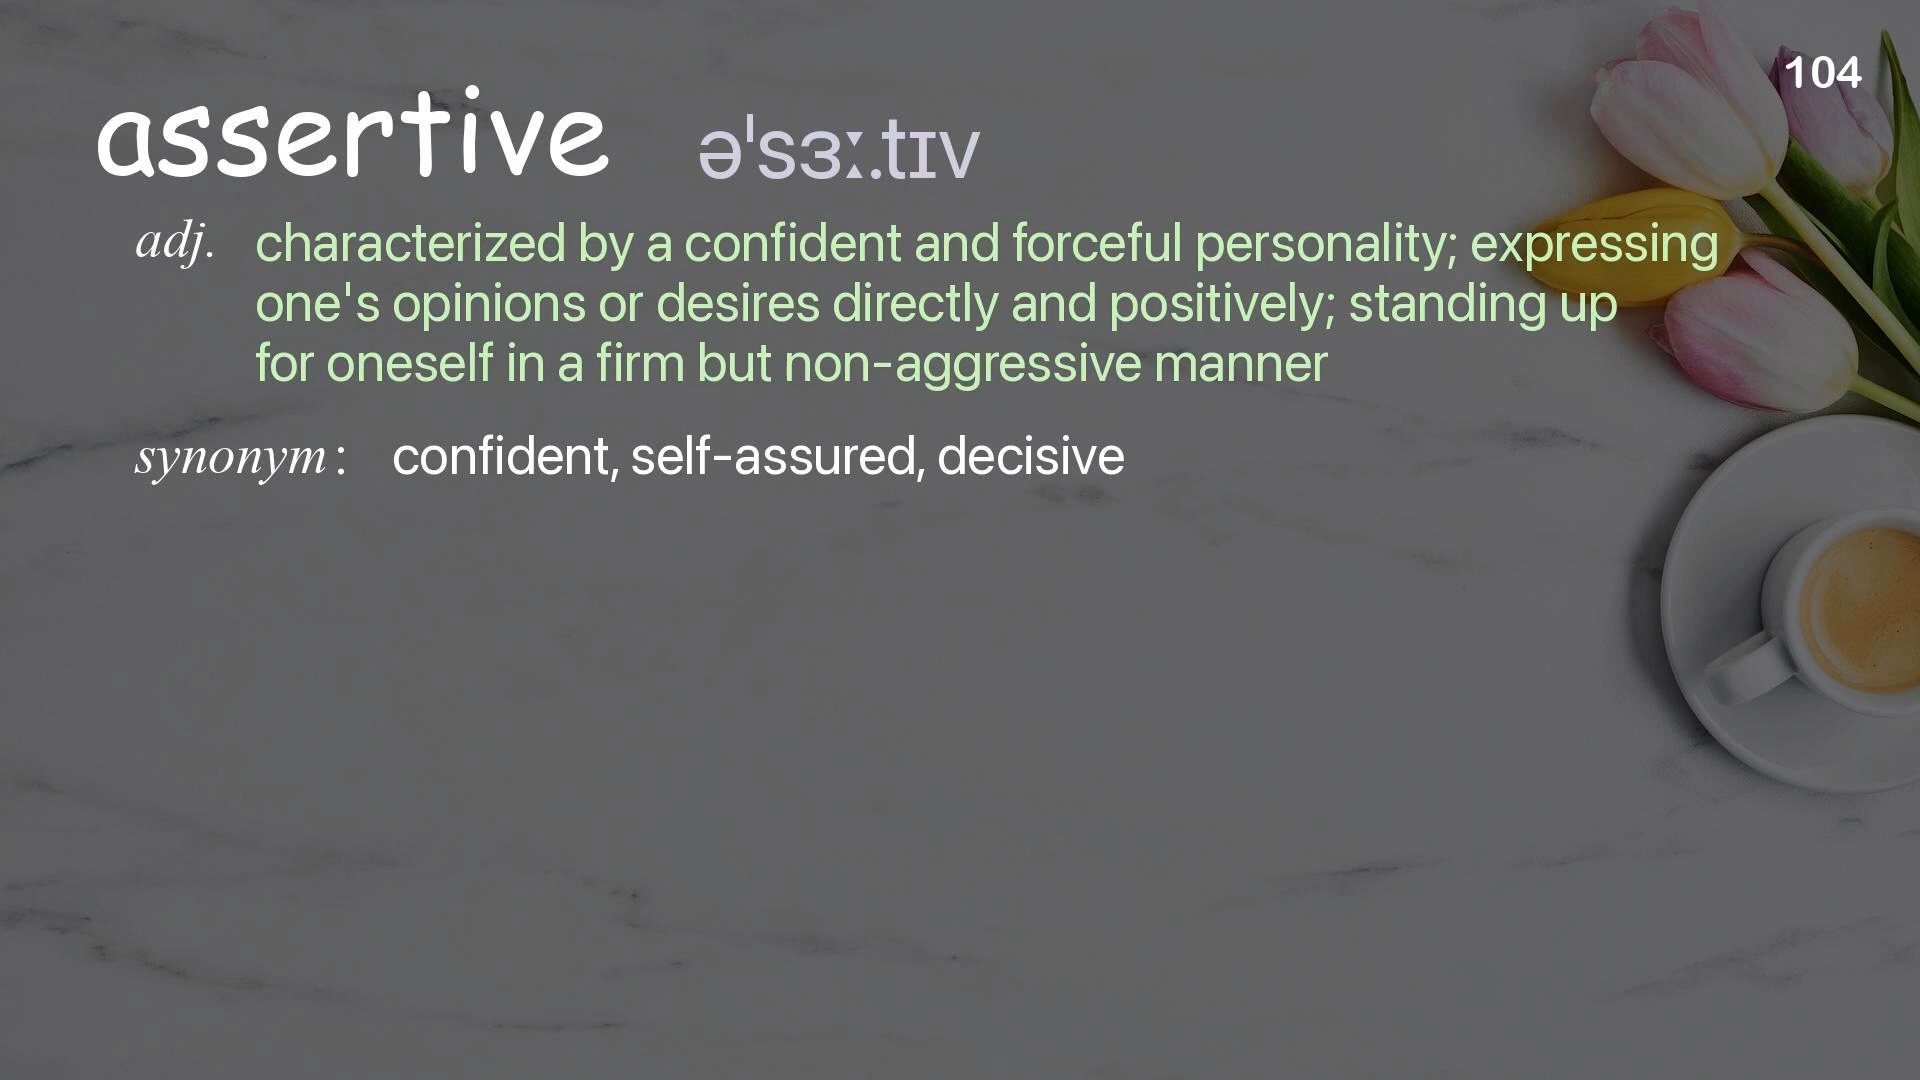 104
assertive əˈsɜː.tɪv
adj. characterized by a confident and forceful personality; expressing
one's opinions or desires directly and positively; standing up
for oneself in a firm but non-aggressive manner
synonym: confident, self-assured, decisive